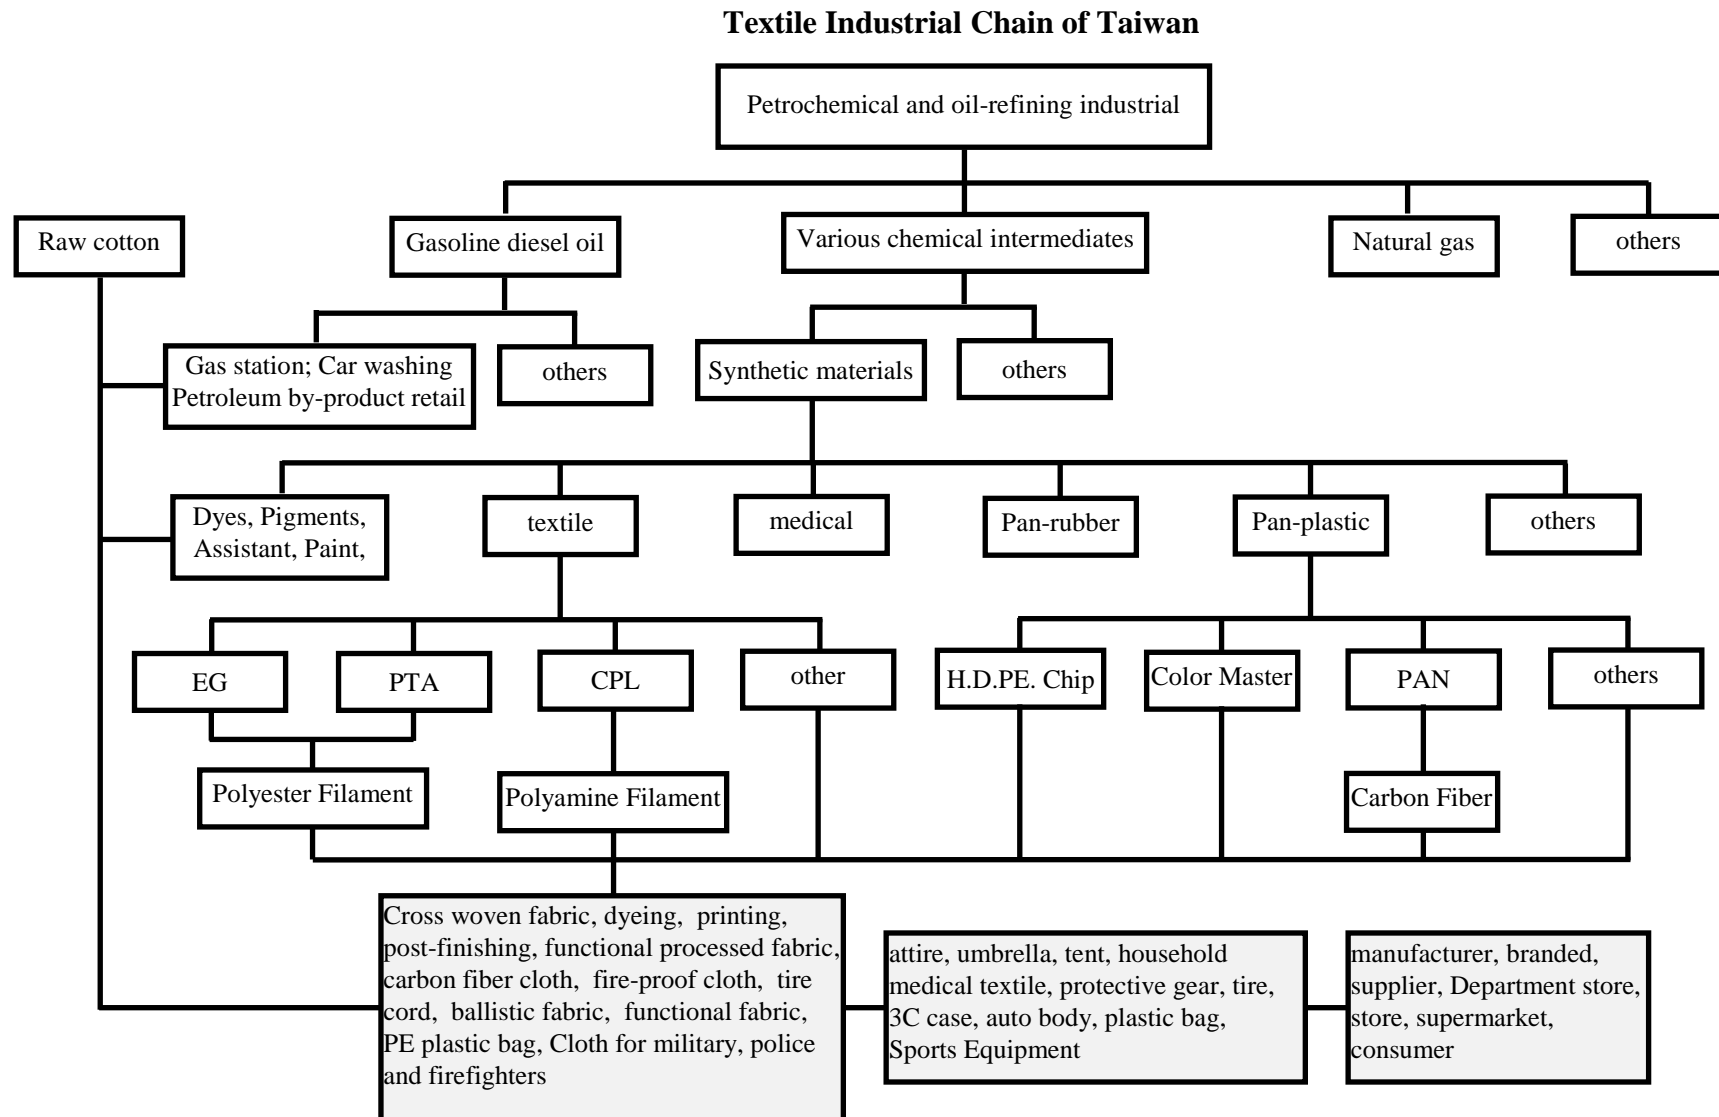 Textile Industrial Chain of Taiwan
Petrochemical and oil-refining industrial
Raw cotton
Gasoline diesel oil
Various chemical intermediates
Natural gas
others
Gas station; Car washing
Petroleum by-product retail
others
Synthetic materials
others
Dyes, Pigments,
Assistant, Paint,
textile
medical
Pan-rubber
Pan-plastic
others
EG
PTA
CPL
other
H.D.PE. Chip
Color Master
PAN
others
Polyester Filament
Polyamine Filament
Carbon Fiber
Cross woven fabric, dyeing, printing,
post-finishing, functional processed fabric,
carbon fiber cloth, fire-proof cloth, tire
cord, ballistic fabric, functional fabric,
PE plastic bag, Cloth for military, police
and firefighters
attire, umbrella, tent, household
medical textile, protective gear, tire,
3C case, auto body, plastic bag,
Sports Equipment
manufacturer, branded,
supplier, Department store,
store, supermarket,
consumer